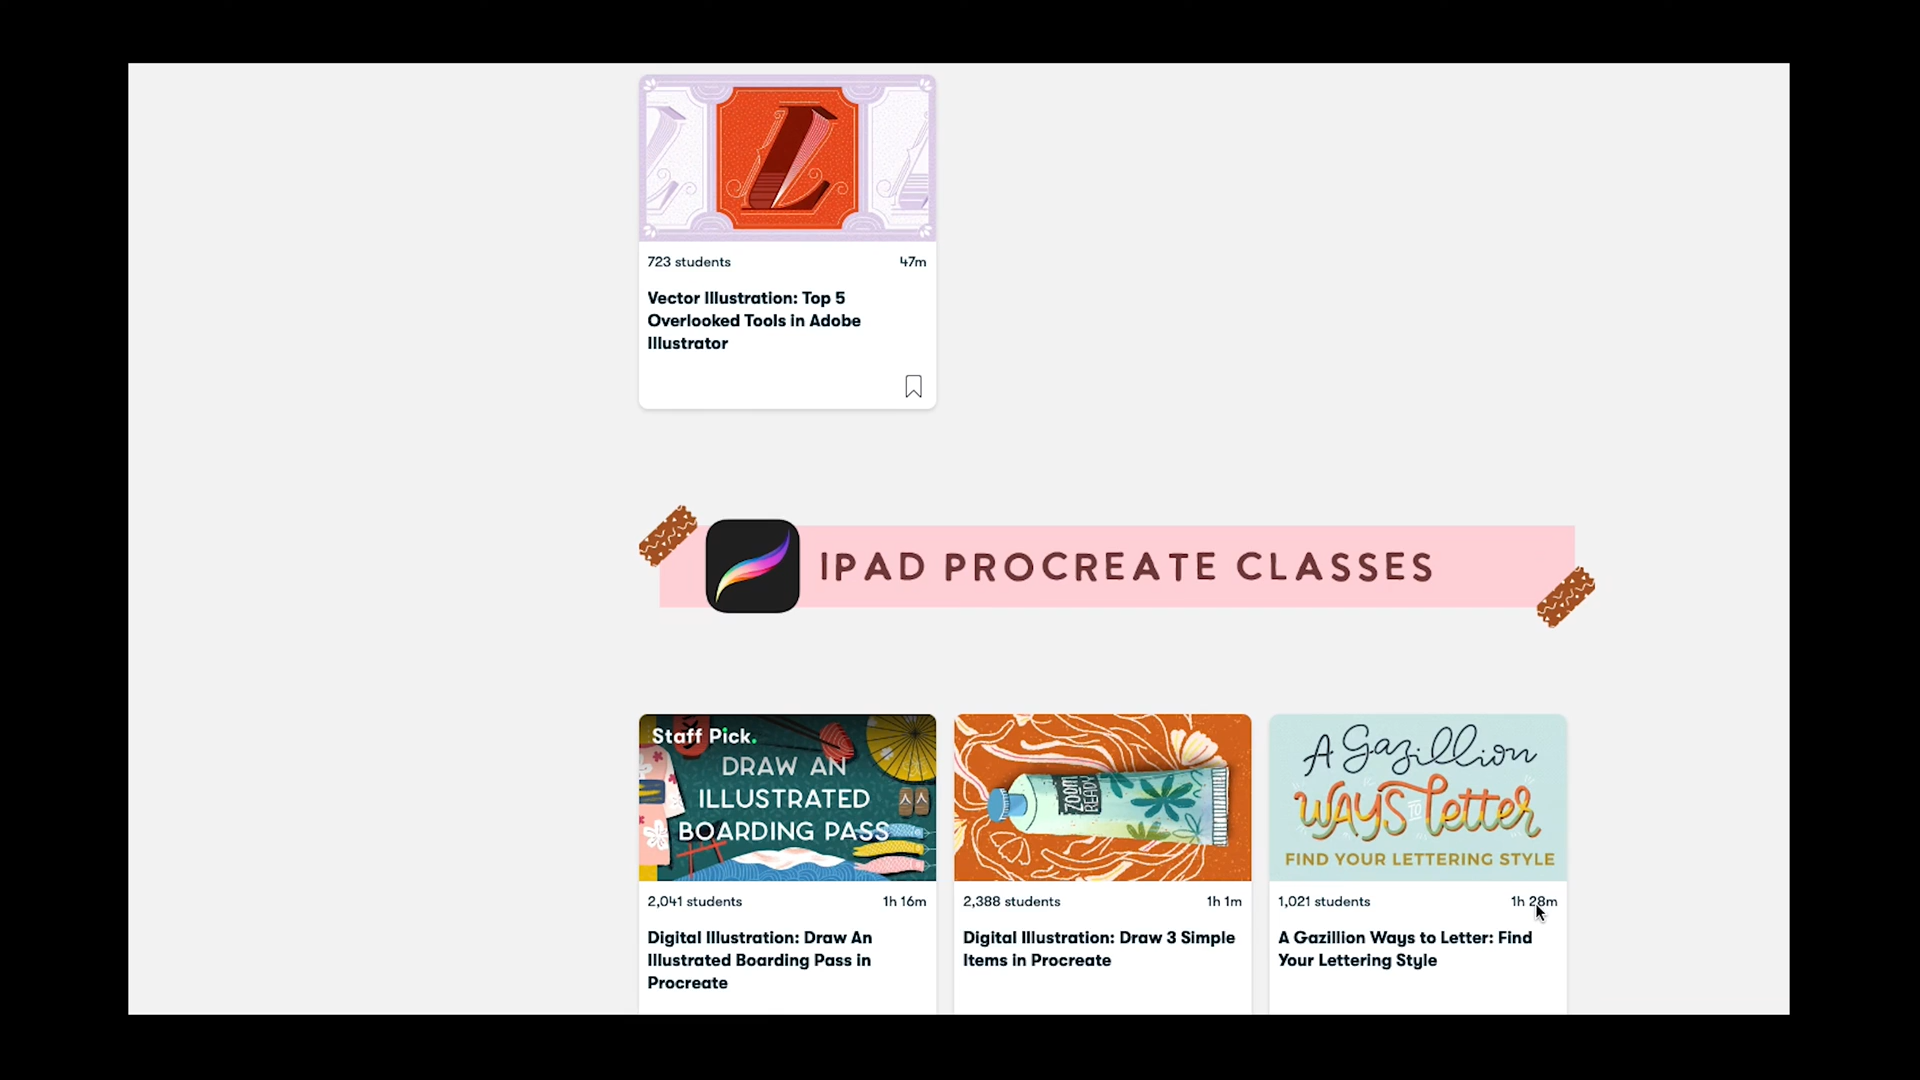 723 students 47m
Vector Illustration: Top 5
Overlooked Tools in Adobe
Illustrator
IPAD PROCREATE CLASSES
Staff Pick.
DRAW AN
ILLUSTRATED
BOARDING PASS
ZOOM
READY
A Gazillion
WAYS TO letter
FIND YOUR LETTERING STYLE
2,041 students 1h 16m
Digital Illustration: Draw An
Illustrated Boarding Pass in
Procreate
2,388 students 1h 1m
Digital Illustration: Draw 3 Simple
Items in Procreate
1,021 students 1h 28m
A Gazillion Ways to Letter: Find
Your Lettering Style